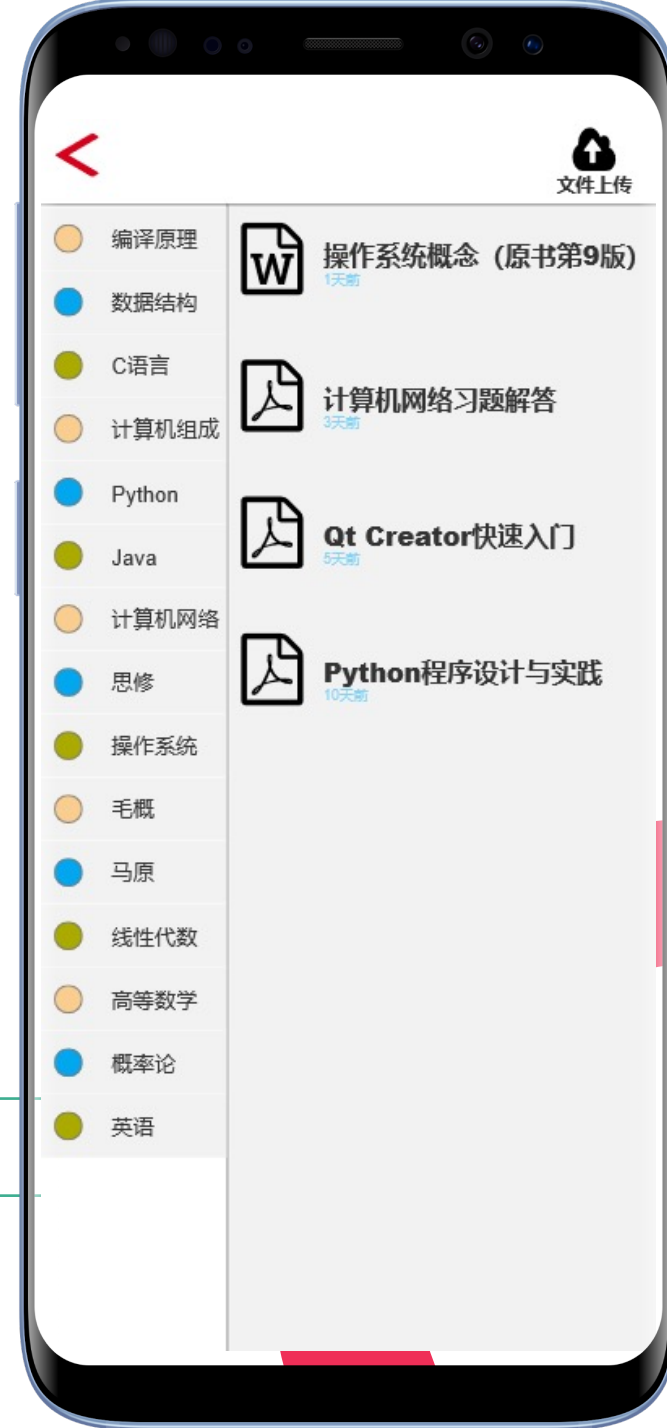 文件上传
编译原理
数据结构
C语言
计算机组成
Python
Java
计算机网络
思修
操作系统
毛概
马原
线性代数
高等数学
概率论
英语
W
操作系统概念（原书第9版)
1天前
计算机网络习题解答
3天前
Qt Creator快速入门
5天前
Python程序设计与实践
10天前